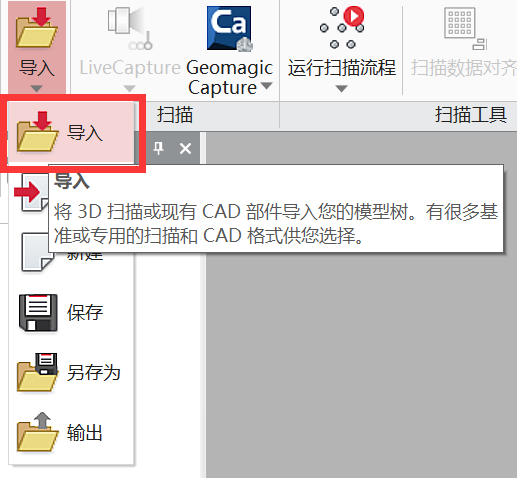 导入
LiveCapture
Geomagic
Capture
运行扫描流程
扫描数据对齐
扫描
扫描工具
导入
导入
将 3D 扫描或现有 CAD 部件导入您的模型树。有很多基
准或专用的扫描和 CAD 格式供您选择。
新建
保存
另存为
输出